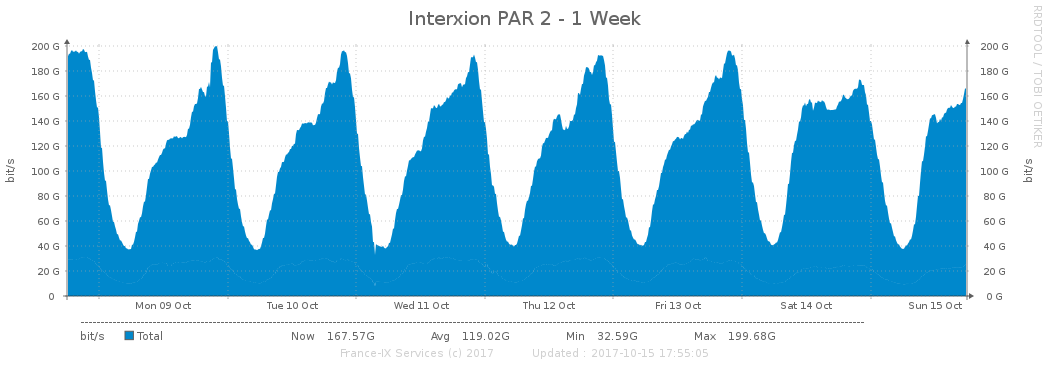 Interxion PAR 2 - 1 Week
RRDTOOL / TOBI OETIKER
200 G 200 G
180 G 180 G
160 G 160 G
140 G 140 G
120 G 120 G
100 G 100 G
80 G 80 G
60 G 60 G
40 G 40 G
20 G 20 G
0 0 G
bit/s bit/s
Mon 09 Oct Tue 10 Oct Wed 11 Oct Thu 12 Oct Fri 13 Oct Sat 14 Oct Sun 15 Oct
bit/s Total Now 167.57G Avg 119.02G Min 32.59G Max 199.68G
France-IX Services (c) 2017 Updated : 2017-10-15 17:55:05